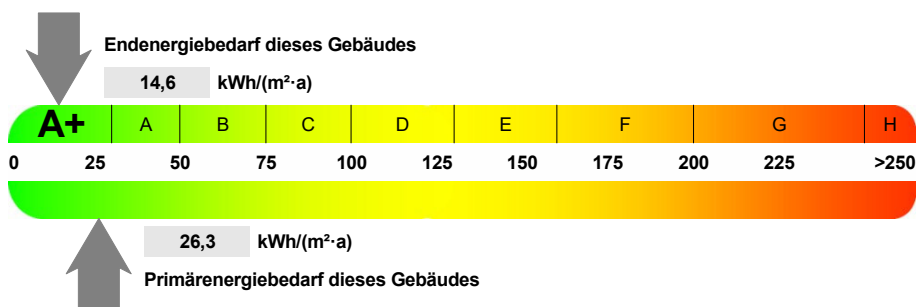 Endenergiebedarf dieses Gebäudes
14,6 kWh/(m²·a)
A+ A B C D E F G H
0 25 50 75 100 125 150 175 200 225 >250
26,3 kWh/(m²·a)
Primärenergiebedarf dieses Gebäudes